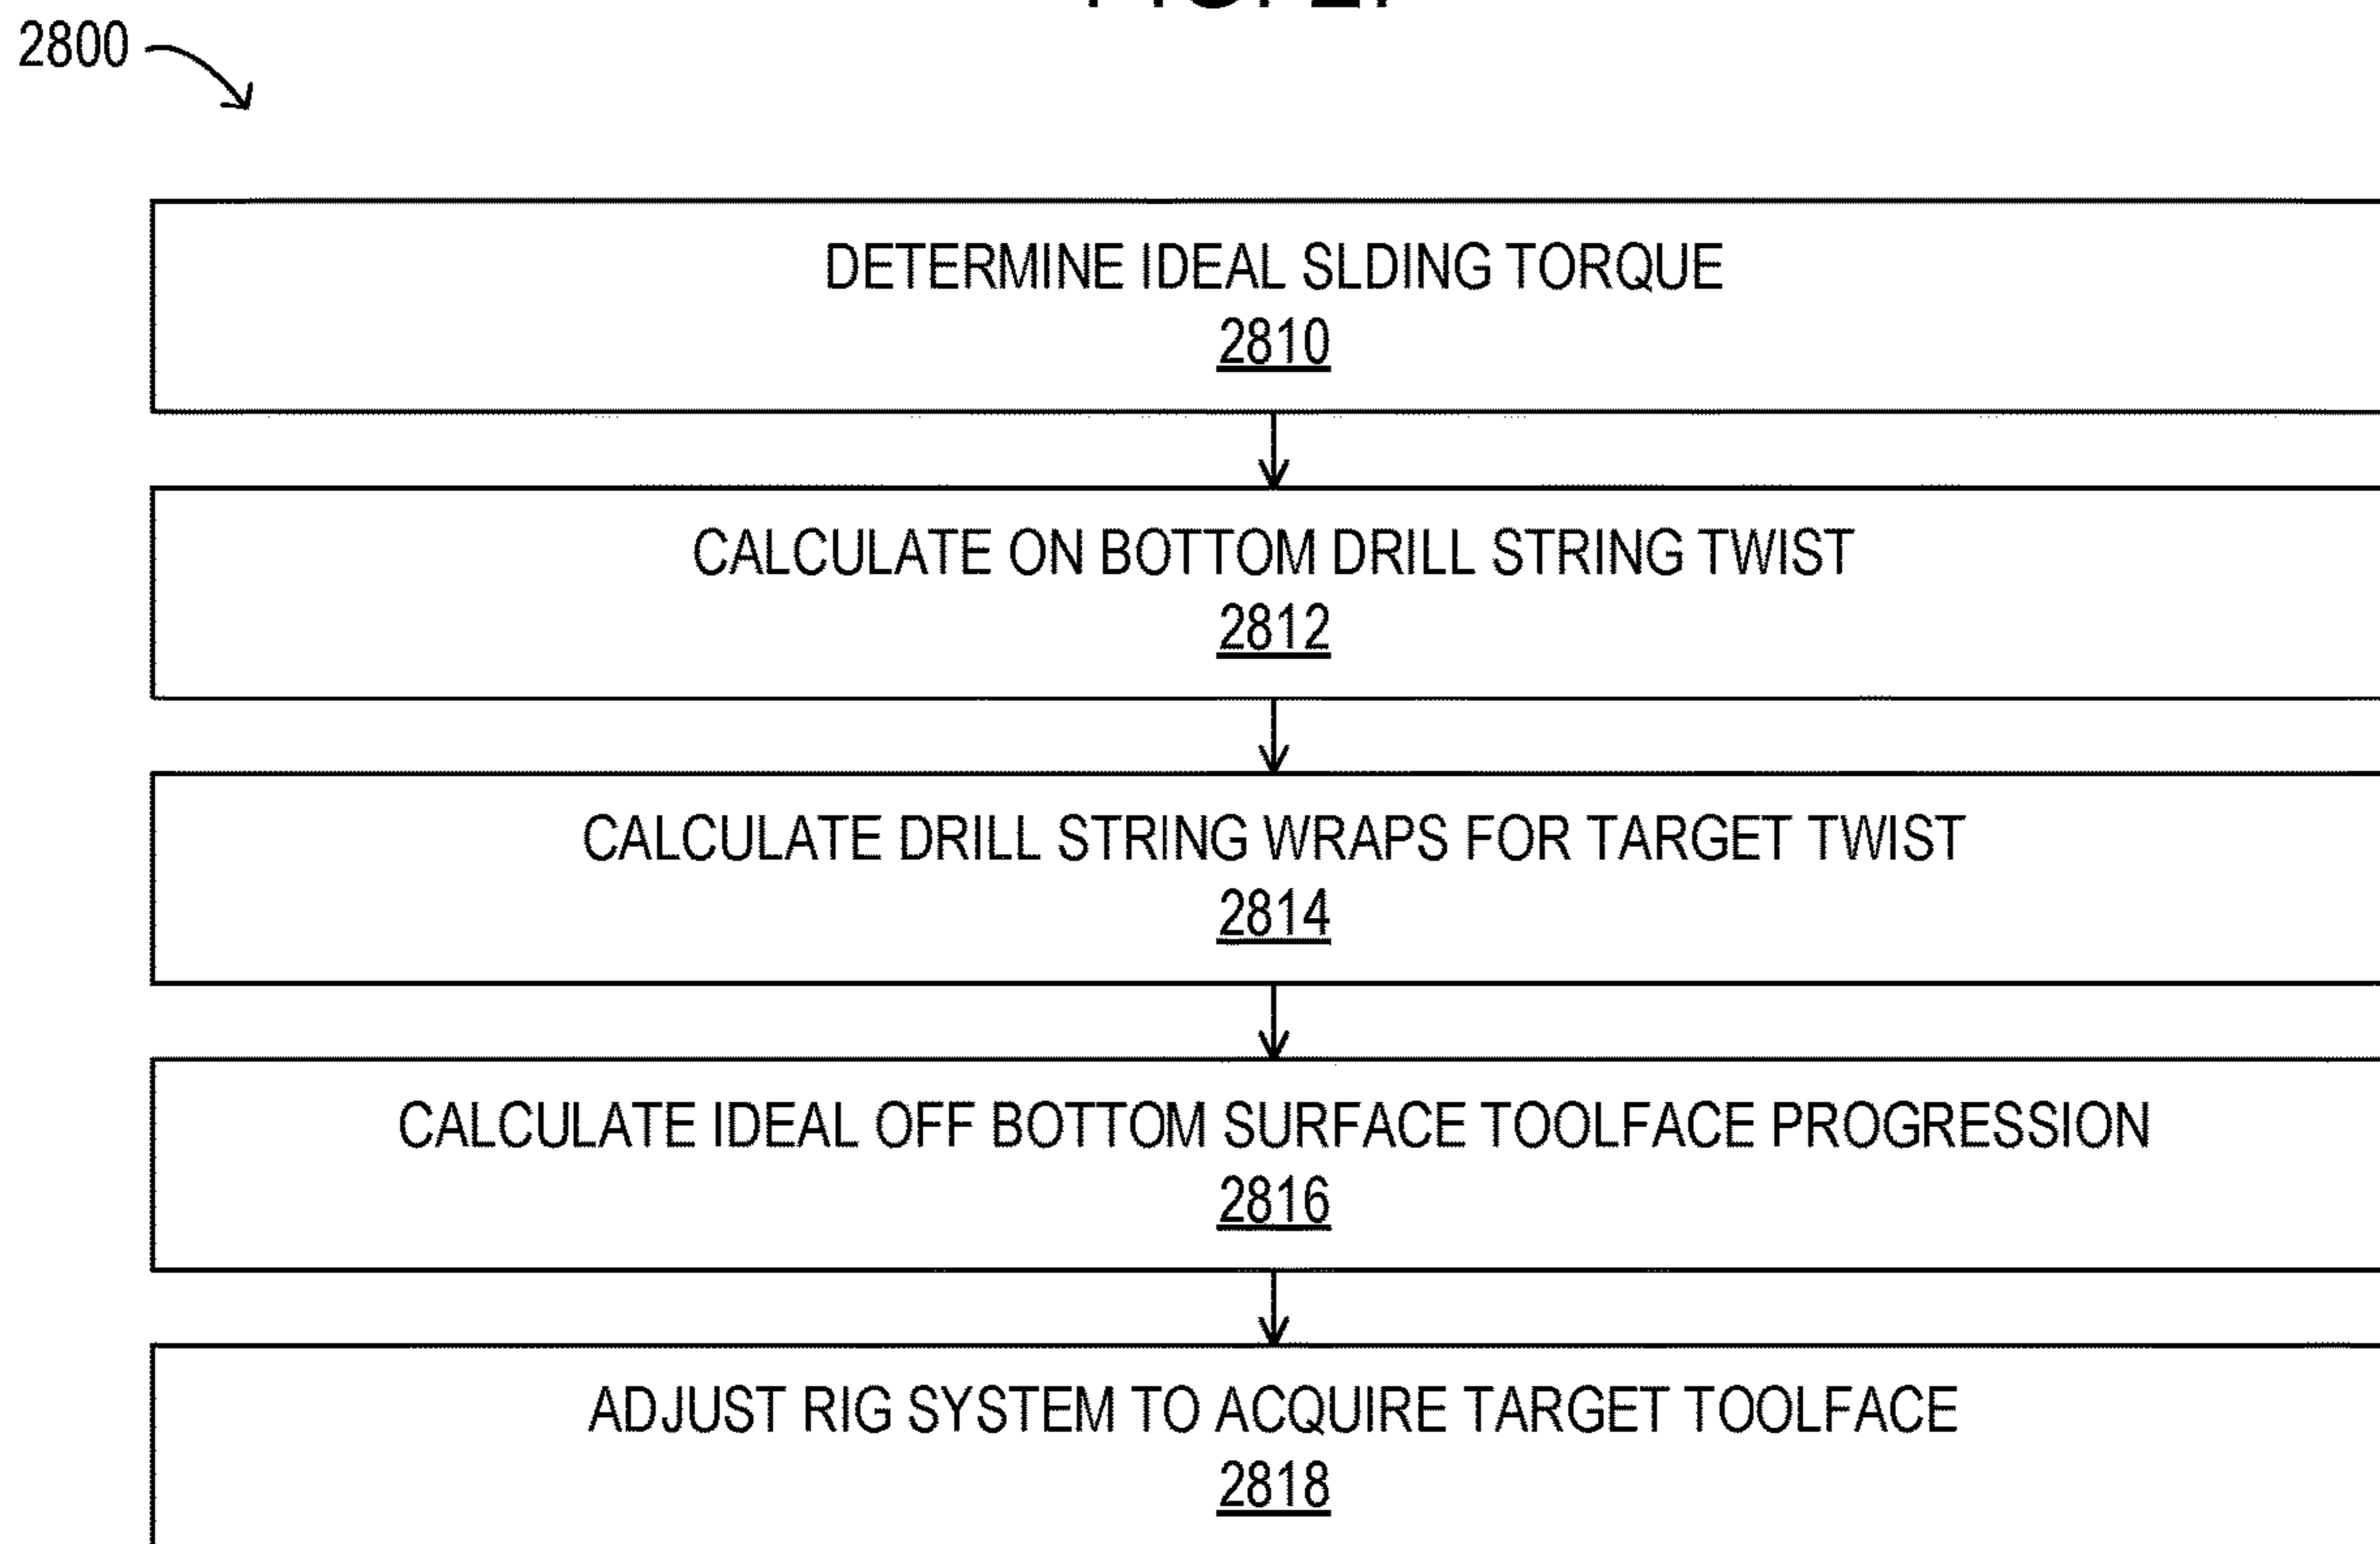 2800
DETERMINE IDEAL SLDING TORQUE
2810
CALCULATE ON BOTTOM DRILL STRING TWIST
2812
CALCULATE DRILL STRING WRAPS FOR TARGET TWIST
2814
CALCULATE IDEAL OFF BOTTOM SURFACE TOOLFACE PROGRESSION
2816
ADJUST RIG SYSTEM TO ACQUIRE TARGET TOOLFACE
2818